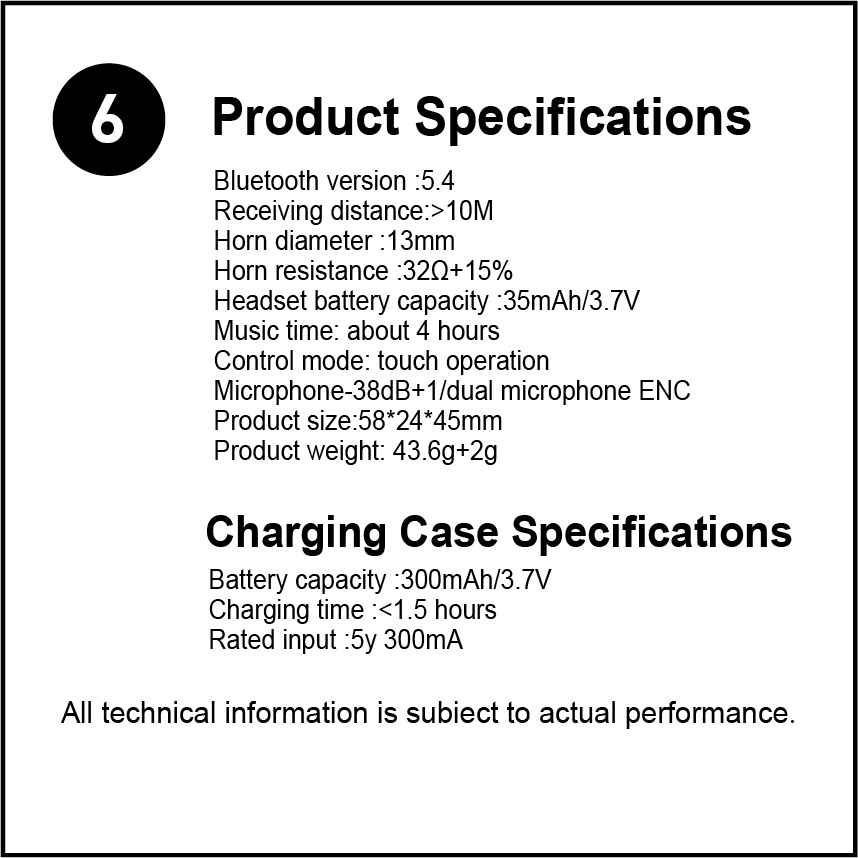 6
Product Specifications
Bluetooth version :5.4
Receiving distance:>10M
Horn diameter :13mm
Horn resistance :32Ω+15%
Headset battery capacity :35mAh/3.7V
Music time: about 4 hours
Control mode: touch operation
Microphone-38dB+1/dual microphone ENC
Product size:58*24*45mm
Product weight: 43.6g+2g
Charging Case Specifications
Battery capacity :300mAh/3.7V
Charging time :<1.5 hours
Rated input :5y 300mA
All technical information is subiect to actual performance.